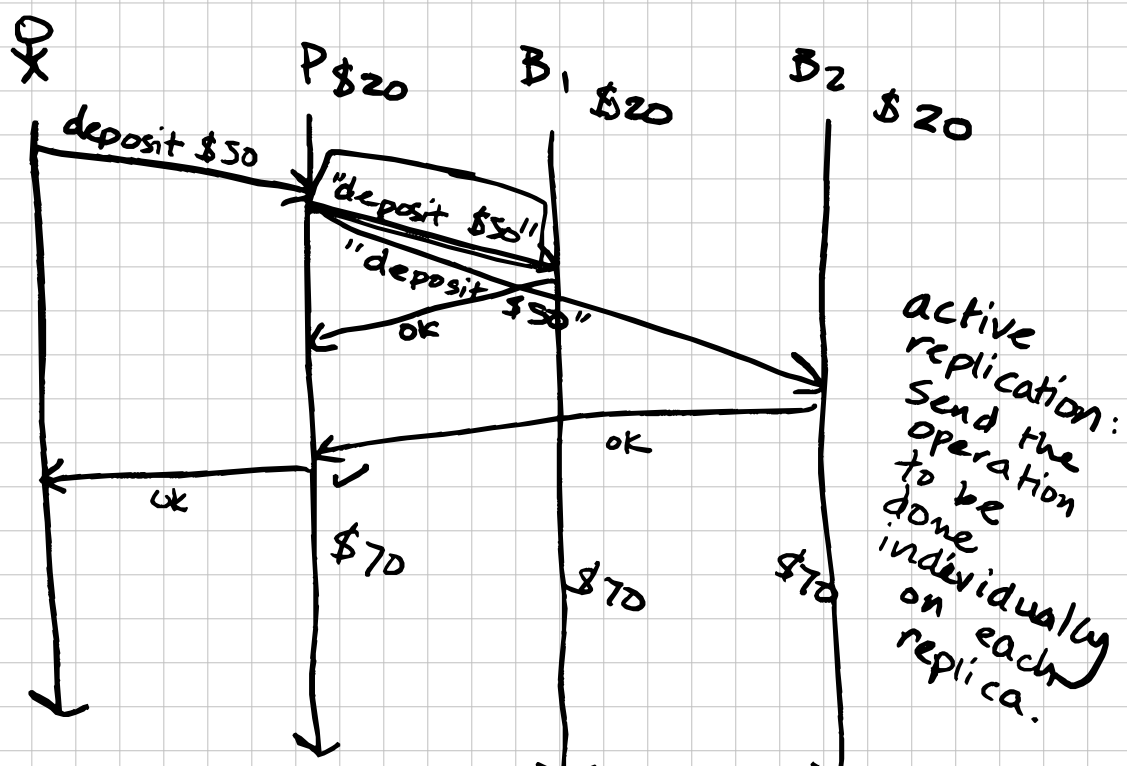 P $20
B1 $20
B2 $20
deposit $50
"deposit $50"
"deposit $50"
ok
ok
ok
$70
$70
$70
active
replication:
send the
operation
to be
done
individually
on each
replica.